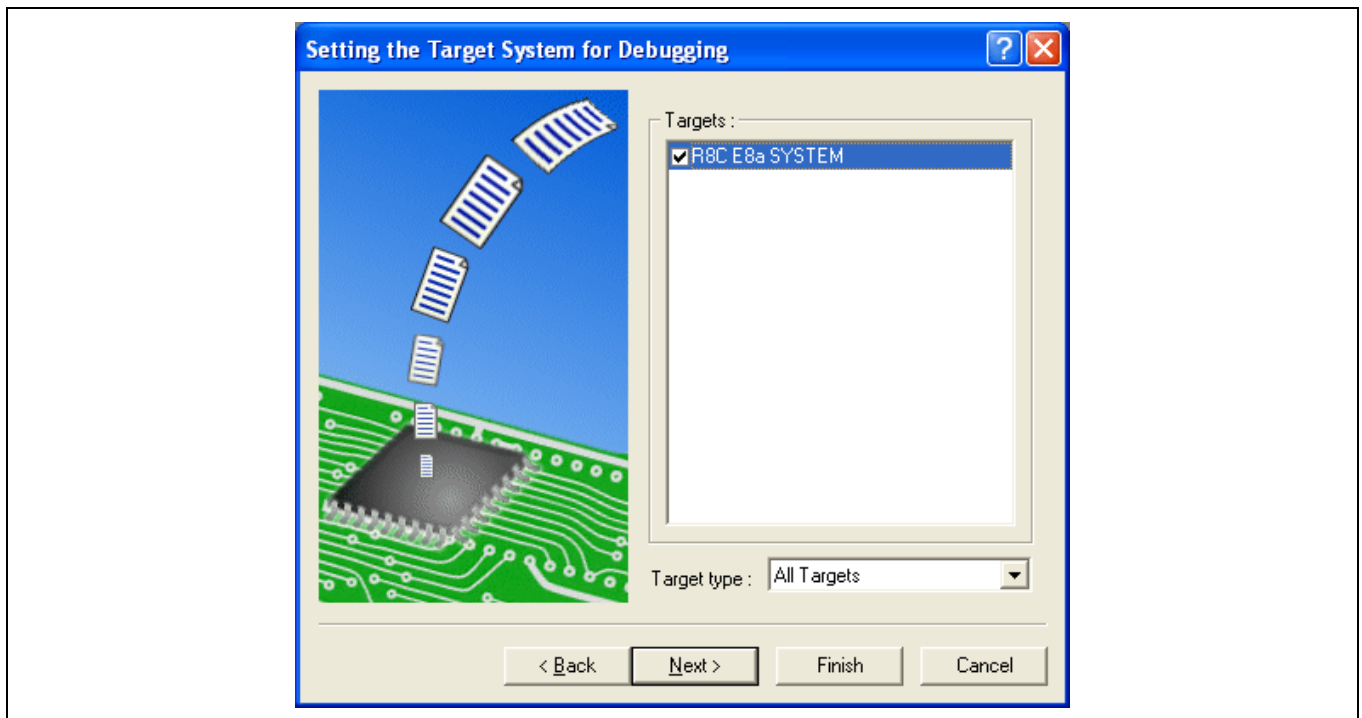 Setting the Target System for Debugging
Targets :
R8C E8a SYSTEM
Target type :
All Targets
< Back
Next >
Finish
Cancel